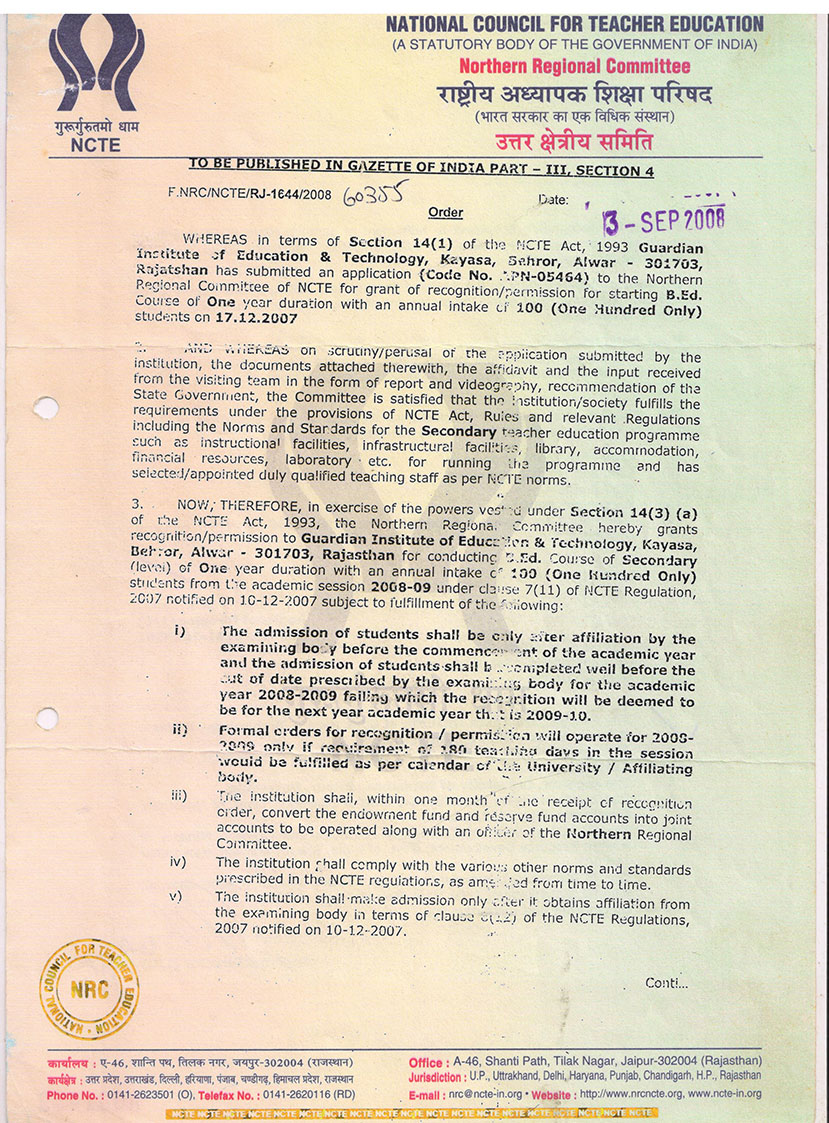 NATIONAL COUNCIL FOR TEACHER EDUCATION
(A STATUTORY BODY OF THE GOVERNMENT OF INDIA)
Northern Regional Committee
राष्ट्रीय अध्यापक शिक्षा परिषद
(भारत सरकार का एक विधिक संस्थान)
उत्तर क्षेत्रीय समिति
गुरूर्गुरुतमो धाम
NCTE
TO BE PUBLISHED IN GAZETTE OF INDIA PART – III, SECTION 4
F.NRC/NCTE/RJ-1644/2008 60355 Date:
3-SEP 2008
Order
WHEREAS in terms of Section 14(1) of the NCTE Act, 1993 Guardian
Institute of Education & Technology, Kayasa, Behror, Alwar - 301703,
Rajatshan has submitted an application (Code No. APN-05464) to the Northern
Regional Committee of NCTE for grant of recognition/permission for starting B.Ed.
Course of One year duration with an annual intake of 100 (One Hundred Only)
students on 17.12.2007
2. AND WHEREAS on scrutiny/perusal of the application submitted by the
institution, the documents attached therewith, the affidavit and the input received
from the visiting team in the form of report and videography, recommendation of the
State Government, the Committee is satisfied that the institution/society fulfills the
requirements under the provisions of NCTE Act, Rules and relevant Regulations
including the Norms and Standards for the Secondary teacher education programme
such as instructional facilities, infrastructural facilities, library, accommodation,
financial resources, laboratory etc. for running the programme and has
selected/appointed duly qualified teaching staff as per NCTE norms.
3. NOW, THEREFORE, in exercise of the powers vested under Section 14(3) (a)
of the NCTE Act, 1993, the Northern Regional Committee hereby grants
recognition/permission to Guardian Institute of Education & Technology, Kayasa,
Behror, Alwar - 301703, Rajasthan for conducting B.Ed. Course of Secondary
(level) of One year duration with an annual intake of 100 (One Hundred Only)
students from the academic session 2008-09 under clause 7(11) of NCTE Regulation,
2007 notified on 10-12-2007 subject to fulfillment of the following:
i) The admission of students shall be only after affiliation by the
examining body before the commencement of the academic year
and the admission of students shall be completed well before the
cut of date prescribed by the examining body for the academic
year 2008-2009 failing which the recognition will be deemed to
be for the next year academic year that is 2009-10.
ii) Formal orders for recognition / permission will operate for 2008-
2009 only if requirement of 180 teaching days in the session
would be fulfilled as per calendar of the University / Affiliating
body.
iii) The institution shall, within one month of the receipt of recognition
order, convert the endowment fund and reserve fund accounts into joint
accounts to be operated along with an officer of the Northern Regional
Committee.
iv) The institution shall comply with the various other norms and standards
prescribed in the NCTE regulations, as amended from time to time.
v) The institution shall make admission only after it obtains affiliation from
the examining body in terms of clause of the NCTE Regulations,
2007 notified on 10-12-2007.
Conti...
NATIONAL COUNCIL FOR TEACHER EDUCATION
NRC
कार्यालय : ए-46, शान्ति पथ, तिलक नगर, जयपुर-302004 (राजस्थान)
कार्यक्षेत्र : उत्तर प्रदेश, उत्तराखंड, दिल्ली, हरियाणा, पंजाब, चण्डीगढ़, हिमाचल प्रदेश, राजस्थान
Phone No. : 0141-2623501 (O), Telefax No. : 0141-2620116 (RD)
Office : A-46, Shanti Path, Tilak Nagar, Jaipur-302004 (Rajasthan)
Jurisdiction : U.P., Uttrakhand, Delhi, Haryana, Punjab, Chandigarh, H.P., Rajasthan
E-mail : nrc@ncte-in.org • Website : http://www.nrcncte.org, www.ncte-in.org
NCTE NCTE NCTE NCTE NCTE NCTE NCTE NCTE NCTE NCTE NCTE NCTE NCTE NCTE NCTE NCTE NCTE NCTE